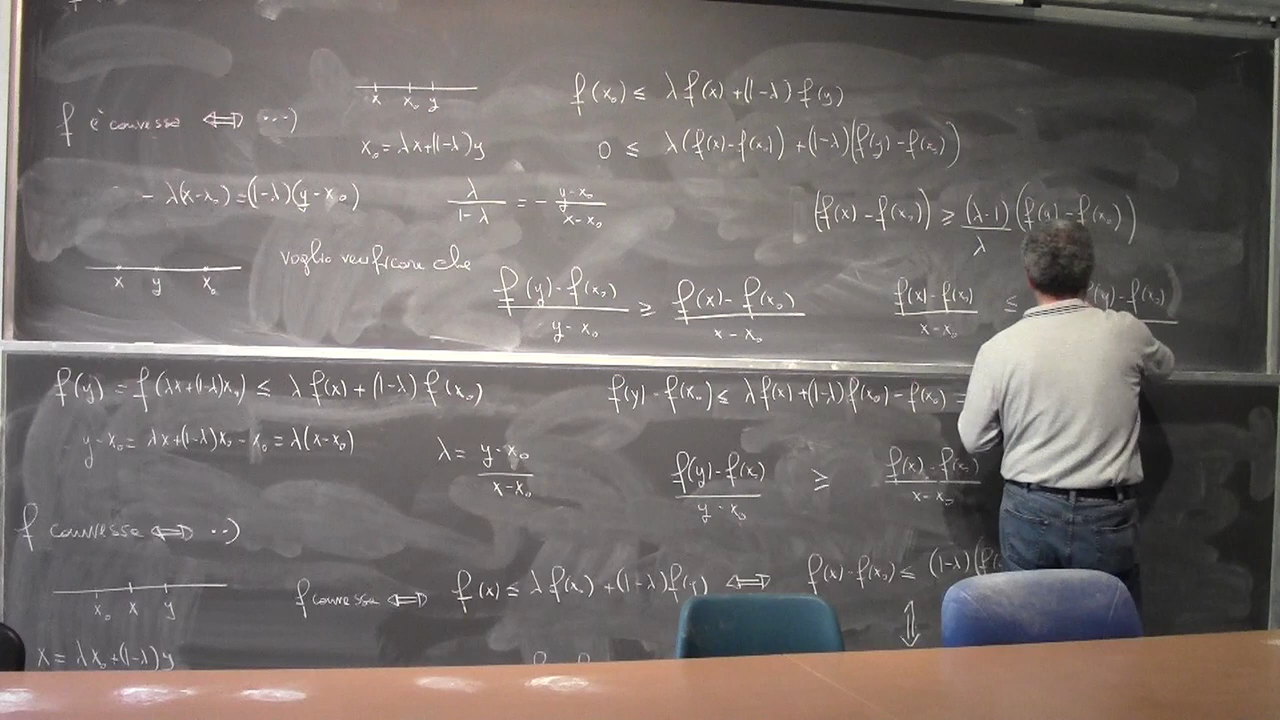 x x₀ y
f(x₀) ≤ λ f(x) + (1-λ) f(y)
f è convessa ⇔ ...)
x₀ = λx + (1-λ)y
0 ≤ λ(f(x) - f(x₀)) + (1-λ)(f(y) - f(x₀))
- λ(x-x₀) = (1-λ)(y-x₀)
λ/(1-λ) = - (y-x₀)/(x-x₀)
(f(x) - f(x₀)) ≥ (λ-1)/λ (f(y) - f(x₀))
voglio verificare che
x y x₀
(f(y) - f(x₀))/(y-x₀) ≥ (f(x) - f(x₀))/(x-x₀)
(f(x) - f(x₀))/(x-x₀) ≤ f(y) - f(x₀)
f(y) = f(λx+(1-λ)x₀) ≤ λ f(x) + (1-λ) f(x₀)
f(y) - f(x₀) ≤ λ f(x) + (1-λ) f(x₀) - f(x₀) =
y-x₀ = λx+(1-λ)x₀ - x₀ = λ(x-x₀)
λ = (y-x₀)/(x-x₀)
(f(y) - f(x₀))/(y-x₀) ≥ (f(x) - f(x₀))/(x-x₀)
f convessa ⇔ ...)
x₀ x y
f convessa ⇔ f(x) ≤ λ f(x₀) + (1-λ) f(y) ⇔ f(x) - f(x₀) ≤ (1-λ)(f
⇕
x = λx₀ + (1-λ)y